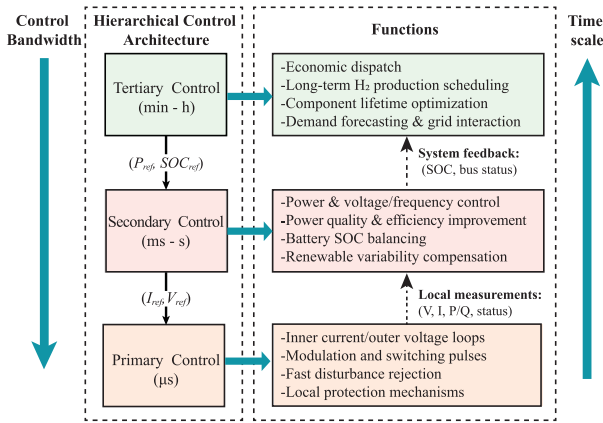 Control
Bandwidth
Hierarchical Control
Architecture
Functions
Time
scale
Tertiary Control
(min - h)
-Economic dispatch
-Long-term H₂ production scheduling
-Component lifetime optimization
-Demand forecasting & grid interaction
(P_ref, SOC_ref)
System feedback:
(SOC, bus status)
Secondary Control
(ms - s)
-Power & voltage/frequency control
-Power quality & efficiency improvement
-Battery SOC balancing
-Renewable variability compensation
(I_ref, V_ref)
Local measurements:
(V, I, P/Q, status)
Primary Control
(μs)
-Inner current/outer voltage loops
-Modulation and switching pulses
-Fast disturbance rejection
-Local protection mechanisms